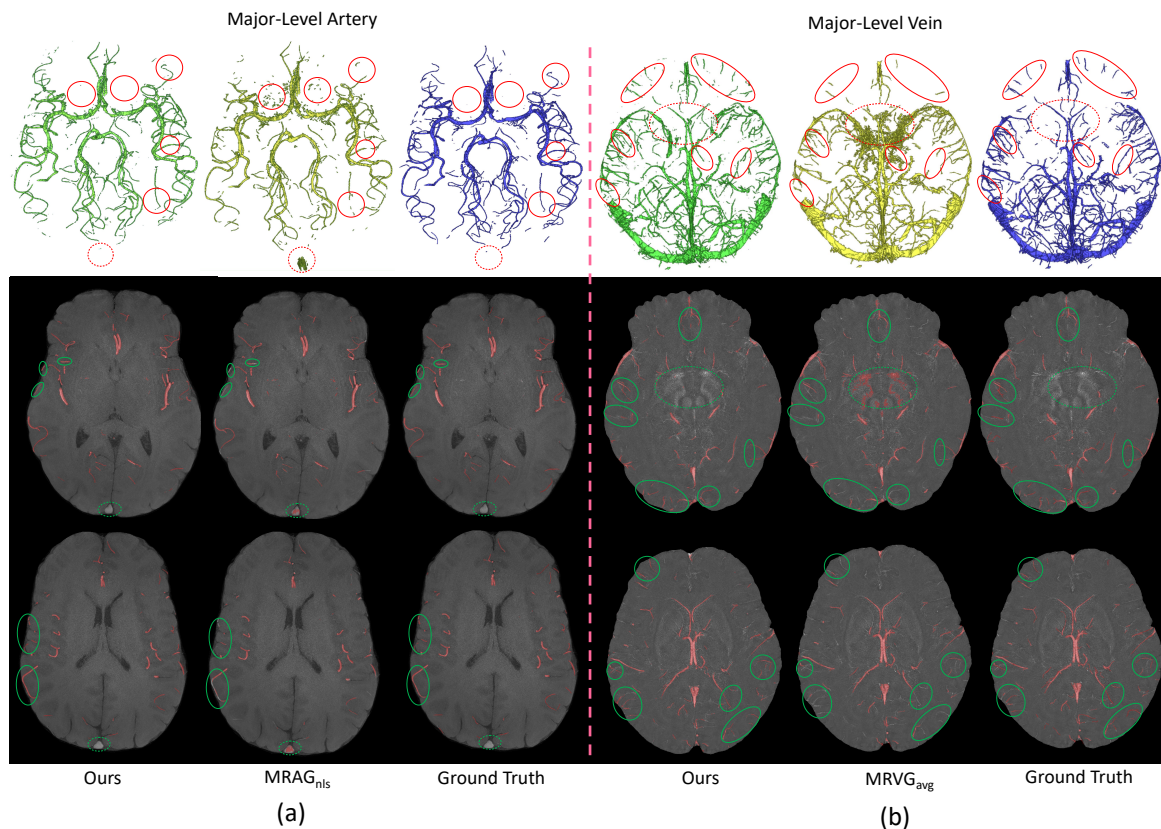 Major-Level Artery
Major-Level Vein
Ours
MRAG_nls
Ground Truth
Ours
MRVG_avg
Ground Truth
(a)
(b)